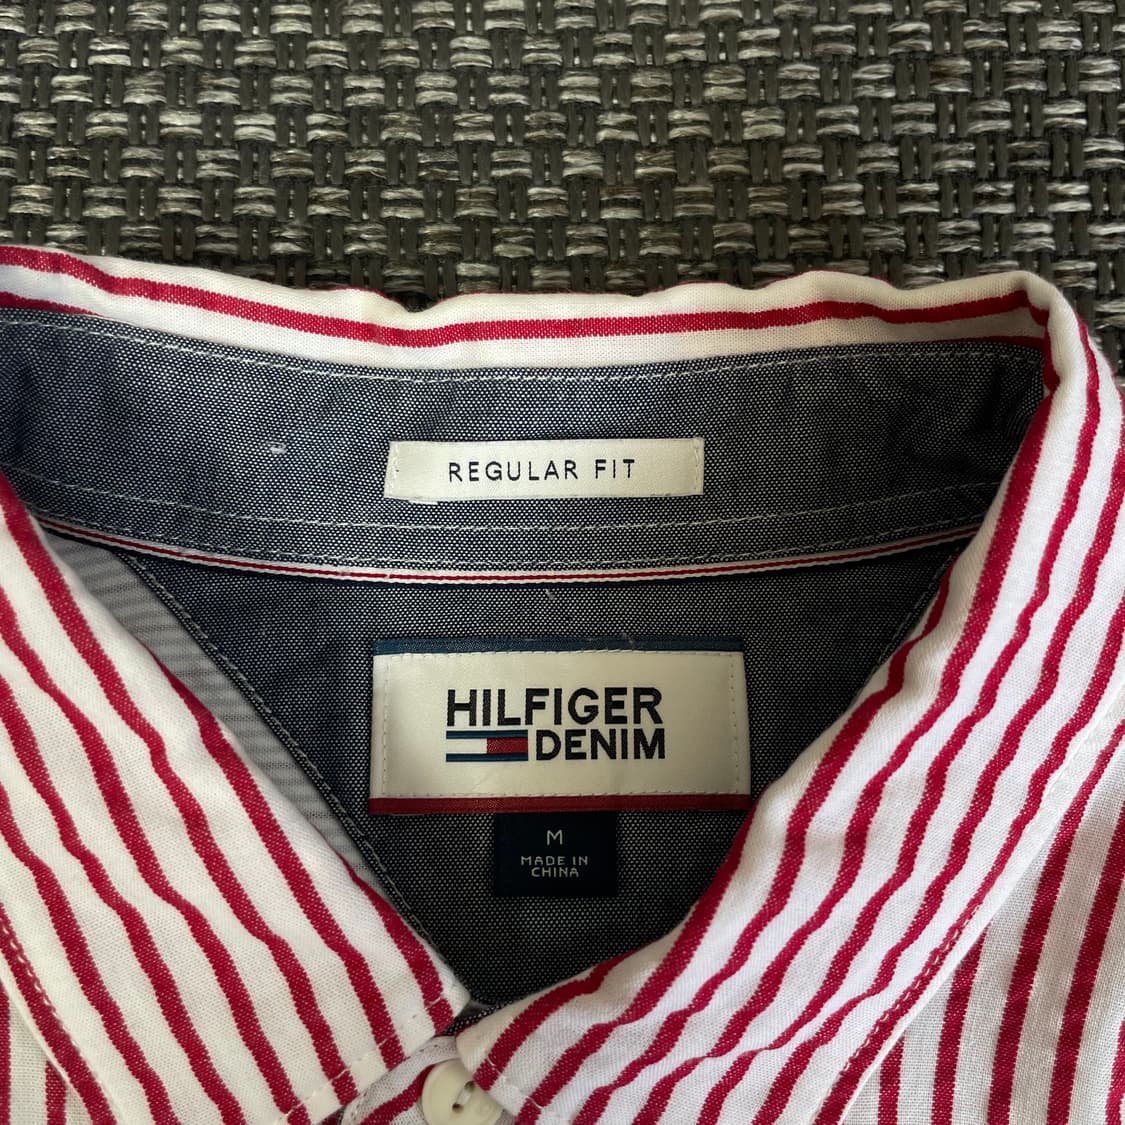 REGULAR FIT
HILFIGER
DENIM
M
MADE IN
CHINA